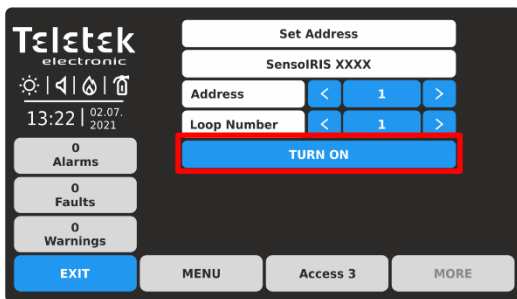 Teletek
electronic
13:22 02.07.
2021
0
Alarms
0
Faults
0
Warnings
Set Address
SensoIRIS XXXX
Address < 1 >
Loop Number < 1 >
TURN ON
EXIT MENU Access 3 MORE